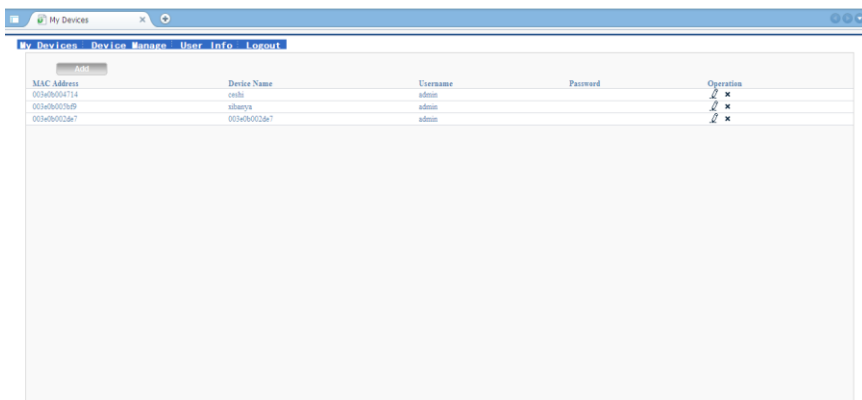 My Devices
My Devices Device Manage User Info Logout
Add
MAC Address Device Name Username Password Operation
003e0b004714 ceshi admin
003e0b005bf9 xibanya admin
003e0b002de7 003e0b002de7 admin